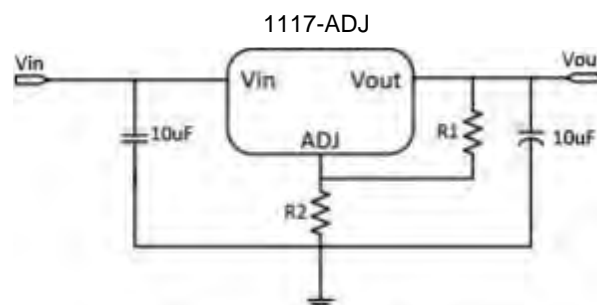 1117-ADJ
Vin
Vou
Vin
Vout
10uF
R1
10uF
ADJ
R2